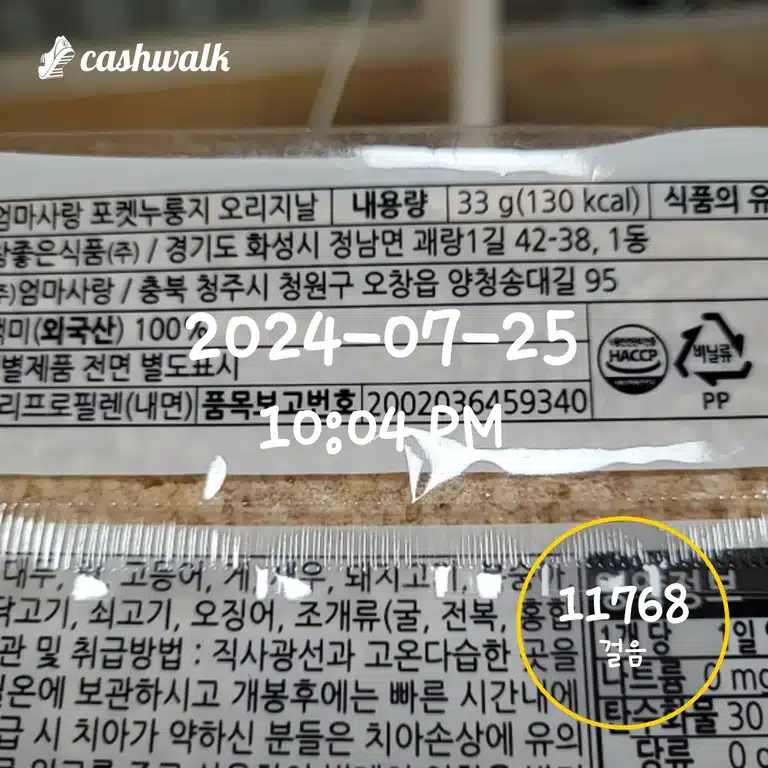 cashwalk
엄마사랑 포켓누룽지 오리지날 내용량 33 g(130 kcal) 식품의 유
좋은식품(주) / 경기도 화성시 정남면 괘랑1길 42-38, 1동
엄마사랑 / 충북 청주시 청원구 오창읍 양청송대길 95
(외국산) 100%
2024-07-25
별제품 전면 별도표시
HACCP
비닐류
PP
리프로필렌(내면) 품목보고번호 2002036459340
10:04 PM
대두, 고등어, 게, 새우, 돼지고기,
닭고기, 쇠고기, 오징어, 조개류(굴, 전복, 홍합
11768
걸음
관 및 취급방법 : 직사광선과 고온다습한 곳을
실온에 보관하시고 개봉후에는 빠른 시간내에
나트륨 0 mg
급 시 치아가 약하신 분들은 치아손상에 유의
탄수화물 30
당류 0 g